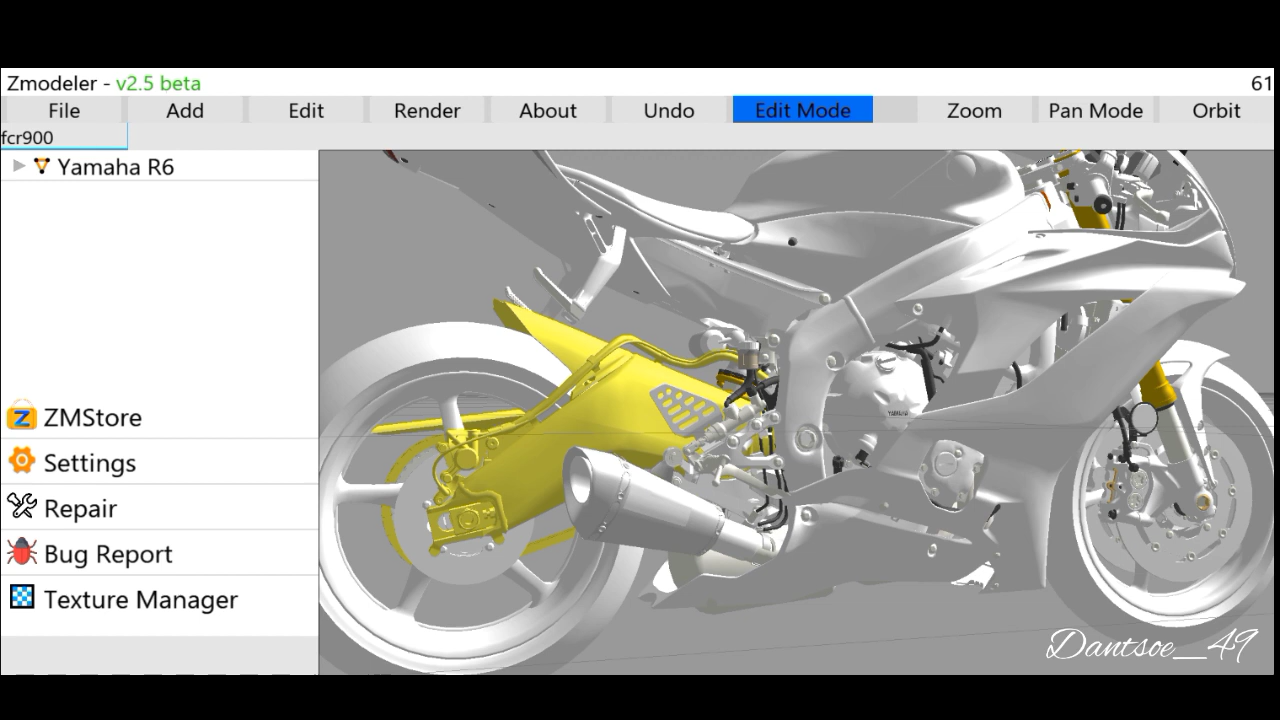 Zmodeler - v2.5 beta 61
File Add Edit Render About Undo Edit Mode Zoom Pan Mode Orbit
fcr900
Yamaha R6
ZMStore
Settings
Repair
Bug Report
Texture Manager
YAMAHA
Dantsoe_49